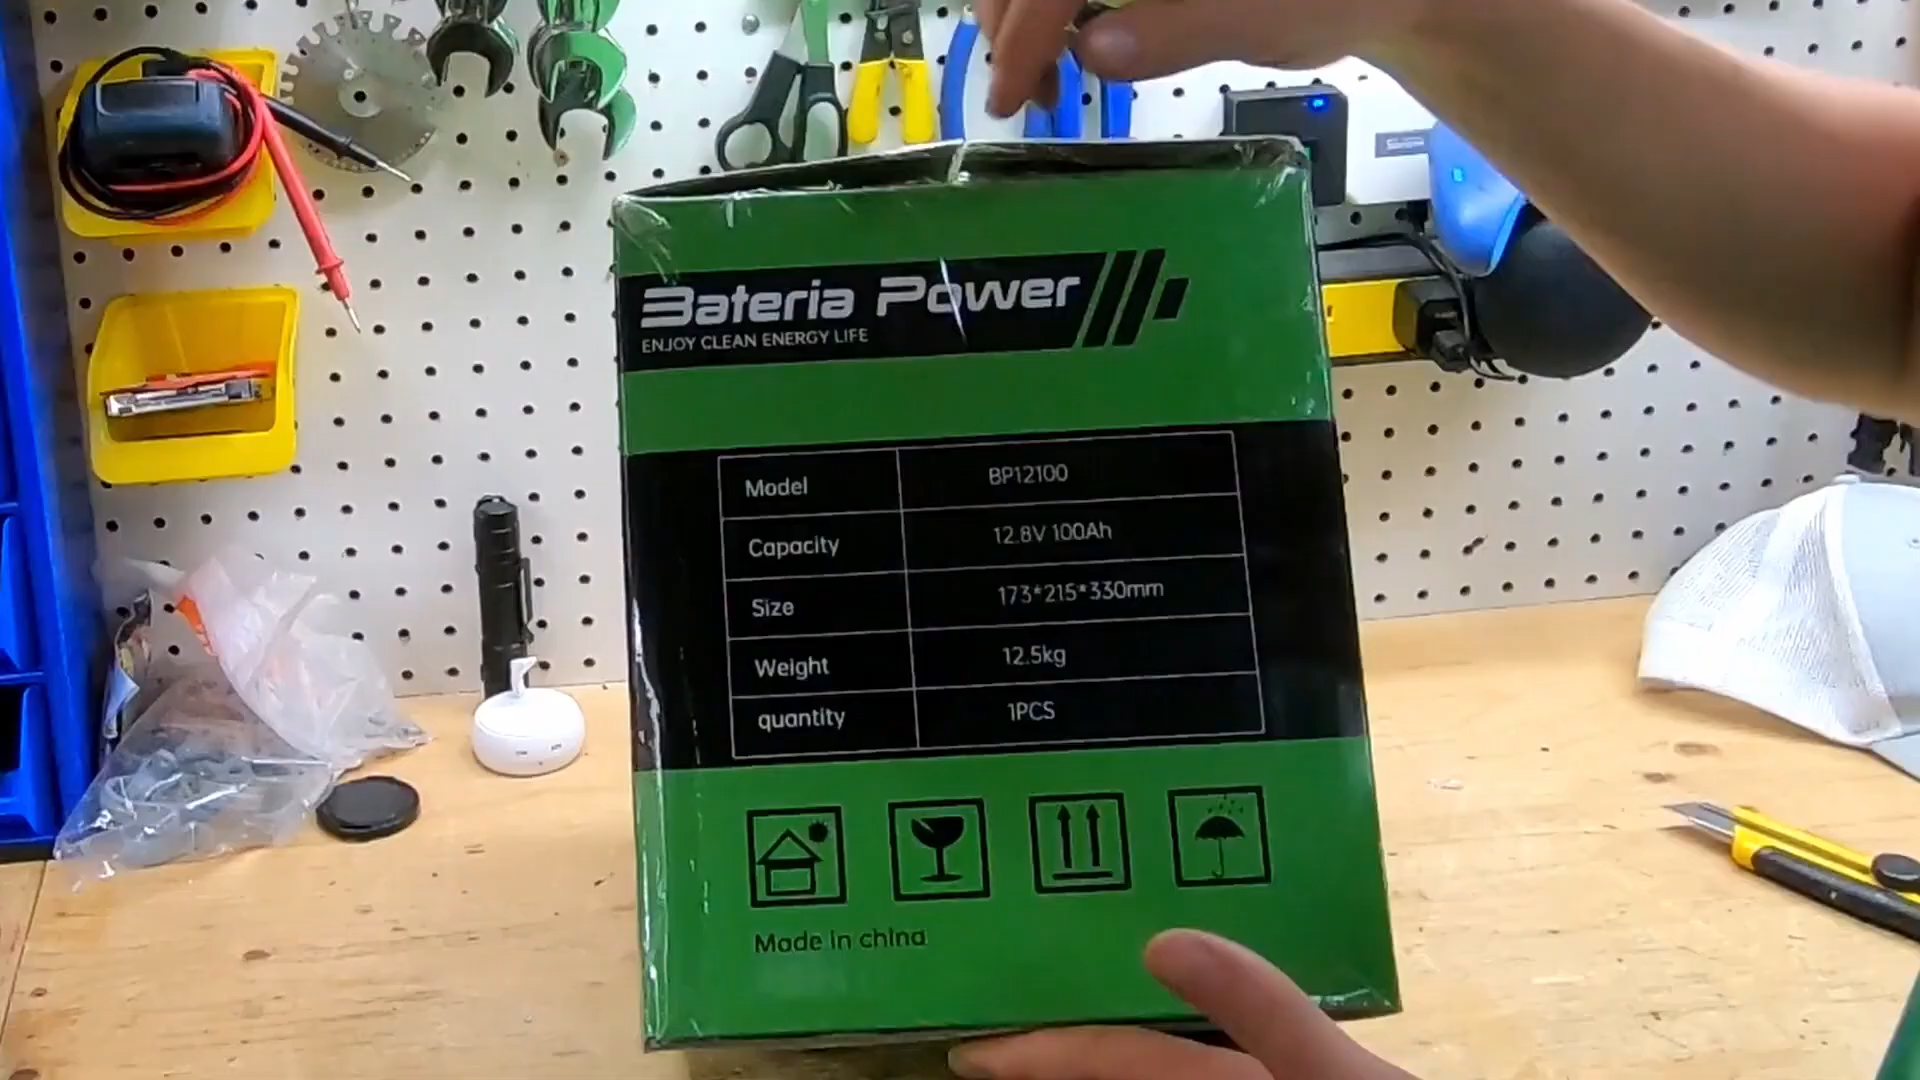 Bateria Power
ENJOY CLEAN ENERGY LIFE
Model BP12100
Capacity 12.8V 100Ah
Size 173*215*330mm
Weight 12.5kg
quantity 1PCS
Made in china